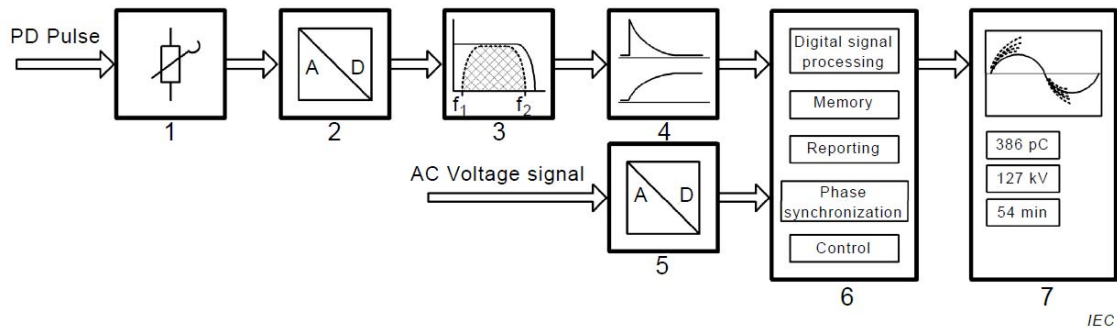 PD Pulse
1
A
D
2
f1
f2
3
4
AC Voltage signal
A
D
5
Digital signal
processing
Memory
Reporting
Phase
synchronization
Control
6
386 pC
127 kV
54 min
7
IEC